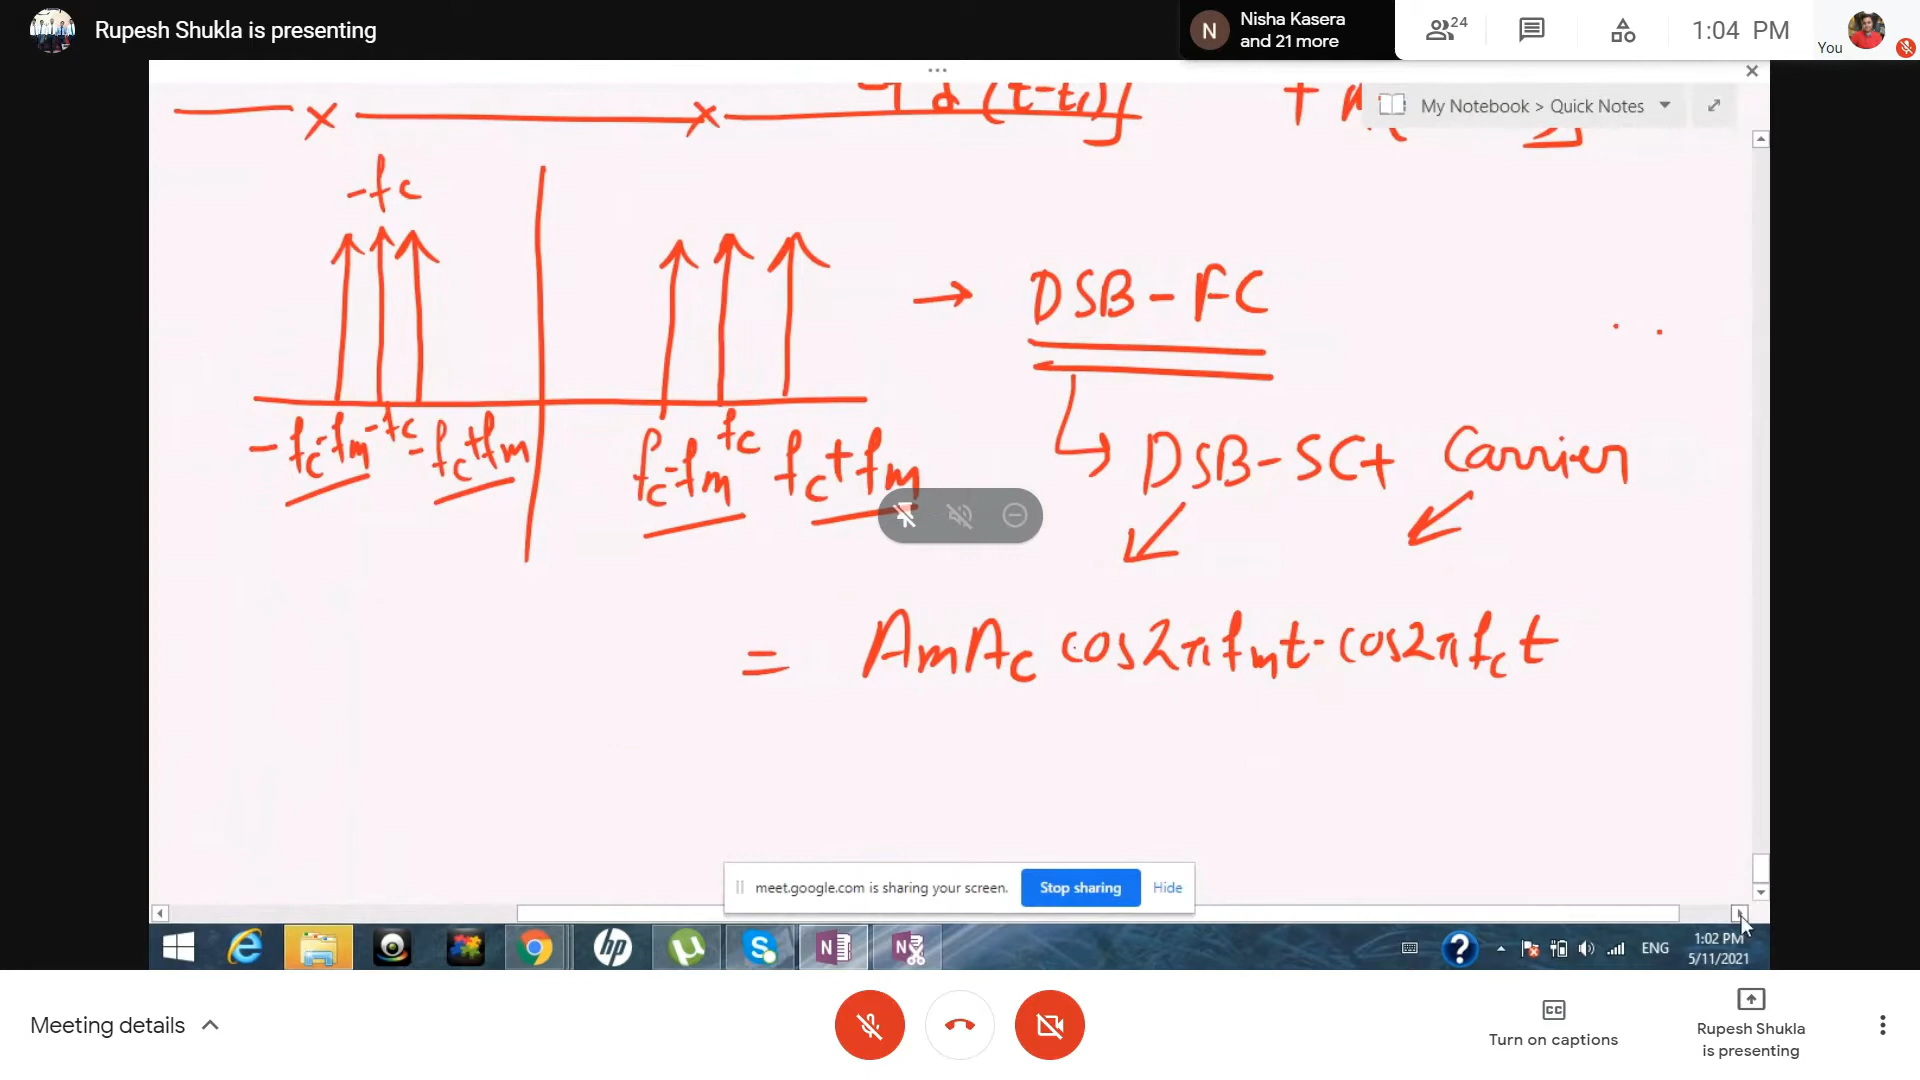 Rupesh Shukla is presenting
N
Nisha Kasera
and 21 more
24
1:04 PM
You
-1 d (t-t1)]
+
My Notebook > Quick Notes
-fc
-fc-fm -fc -fc+fm
fc-fm fc fc+fm
→ DSB-FC
DSB-SC+ Carrier
= AmAc cos2πfmt·cos2πfct
meet.google.com is sharing your screen.
Stop sharing
Hide
ENG
1:02 PM
5/11/2021
Meeting details
Turn on captions
Rupesh Shukla
is presenting